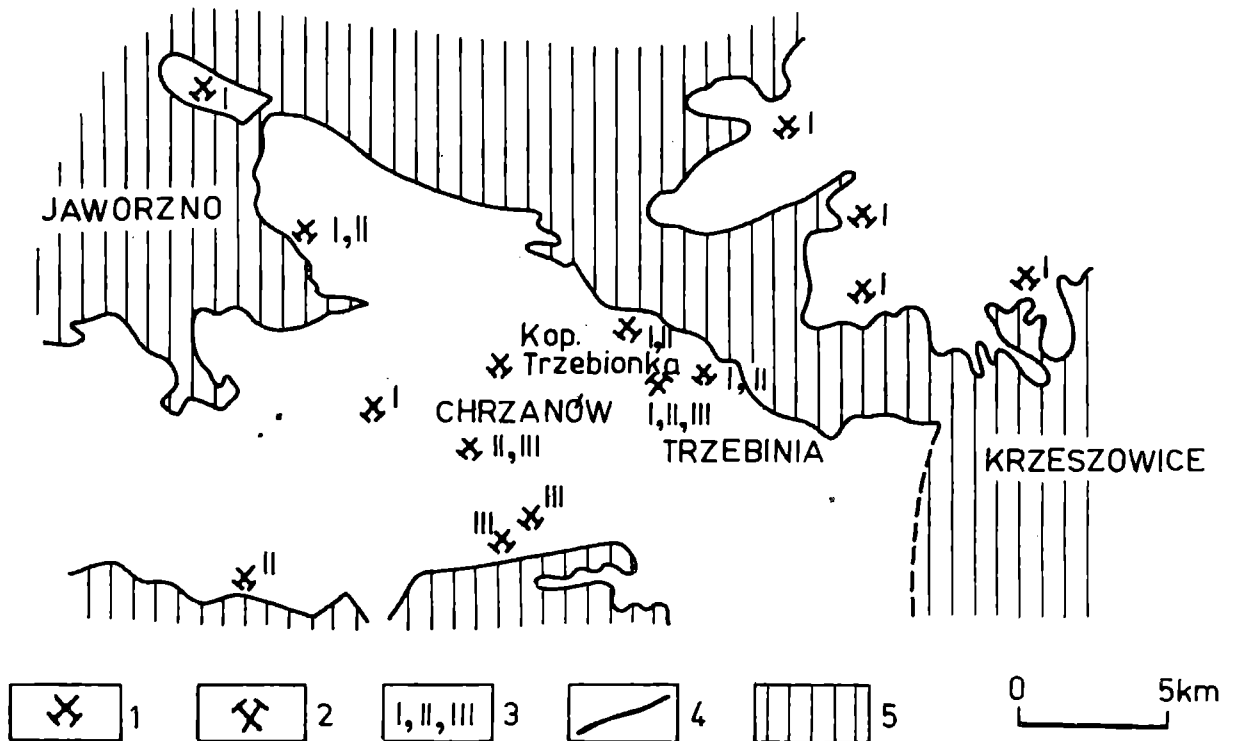 I
I
JAWORZNO
I
I, II
I
I
Kop.
I, II
Trzebionka
I, II
I
CHRZANÓW
I, II, III
TRZEBINIA
II, III
KRZESZOWICE
III
III
II
1
2
I, II, III 3
4
5
0 5km